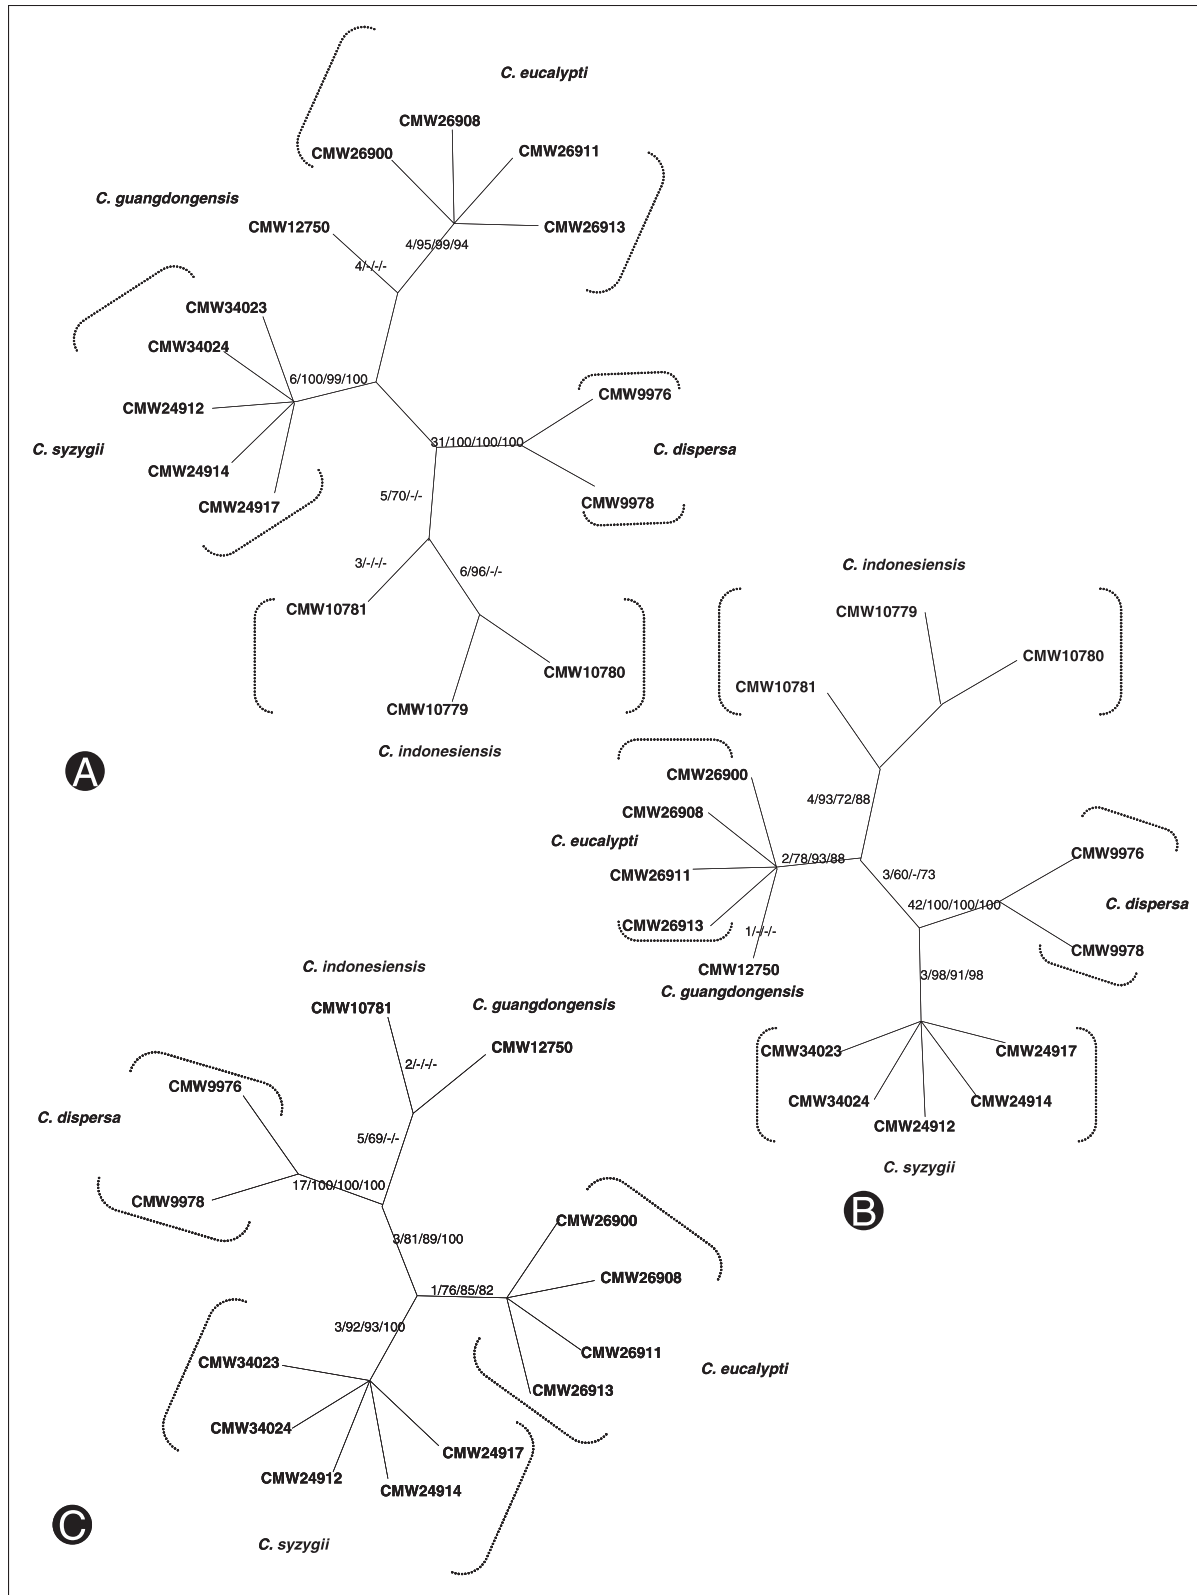 C. eucalypti
CMW26908
CMW26900
CMW26911
C. guangdongensis
CMW12750
CMW26913
4/95/99/94
4/-/-/-
CMW34023
CMW34024
6/100/99/100
CMW24912
CMW9976
C. syzygii
31/100/100/100
C. dispersa
CMW24914
CMW24917
5/70/-/-
CMW9978
3/-/-/-
6/96/-/-
CMW10781
CMW10780
CMW10779
C. indonesiensis
A
C. indonesiensis
CMW10779
CMW10780
CMW10781
CMW26900
4/93/72/88
CMW26908
C. eucalypti
2/78/93/88
CMW9976
CMW26911
3/60/-/73
42/100/100/100
C. dispersa
CMW26913
1/-/-/-
CMW9978
CMW12750
3/98/91/98
C. guangdongensis
CMW34023
CMW24917
CMW34024
CMW24914
CMW24912
C. syzygii
B
C. indonesiensis
CMW10781
C. guangdongensis
CMW12750
2/-/-/-
CMW9976
C. dispersa
5/69/-/-
17/100/100/100
CMW9978
CMW26900
3/81/89/100
CMW26908
1/76/85/82
3/92/93/100
CMW26911
CMW34023
C. eucalypti
CMW26913
CMW34024
CMW24917
CMW24912
CMW24914
C
C. syzygii